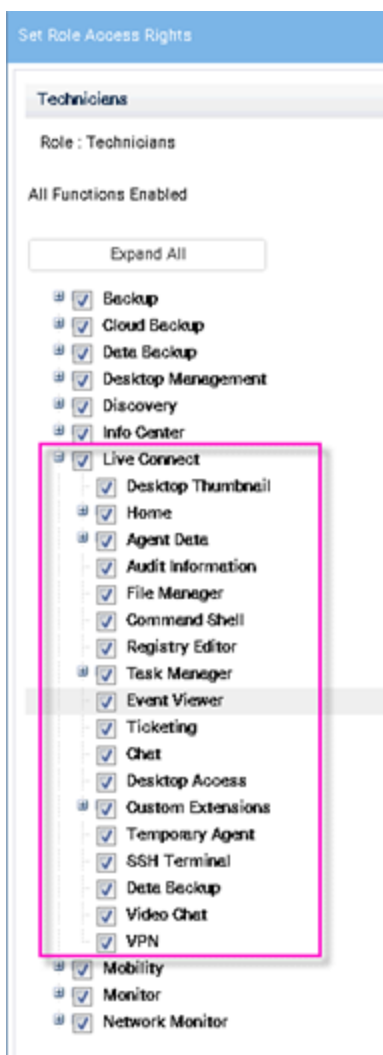 Set Role Access Rights
Technicians
Role : Technicians
All Functions Enabled
Expand All
Backup
Cloud Backup
Data Backup
Desktop Management
Discovery
Info Center
Live Connect
Desktop Thumbnail
Home
Agent Data
Audit Information
File Manager
Command Shell
Registry Editor
Task Manager
Event Viewer
Ticketing
Chat
Desktop Access
Custom Extensions
Temporary Agent
SSH Terminal
Data Backup
Video Chat
VPN
Mobility
Monitor
Network Monitor